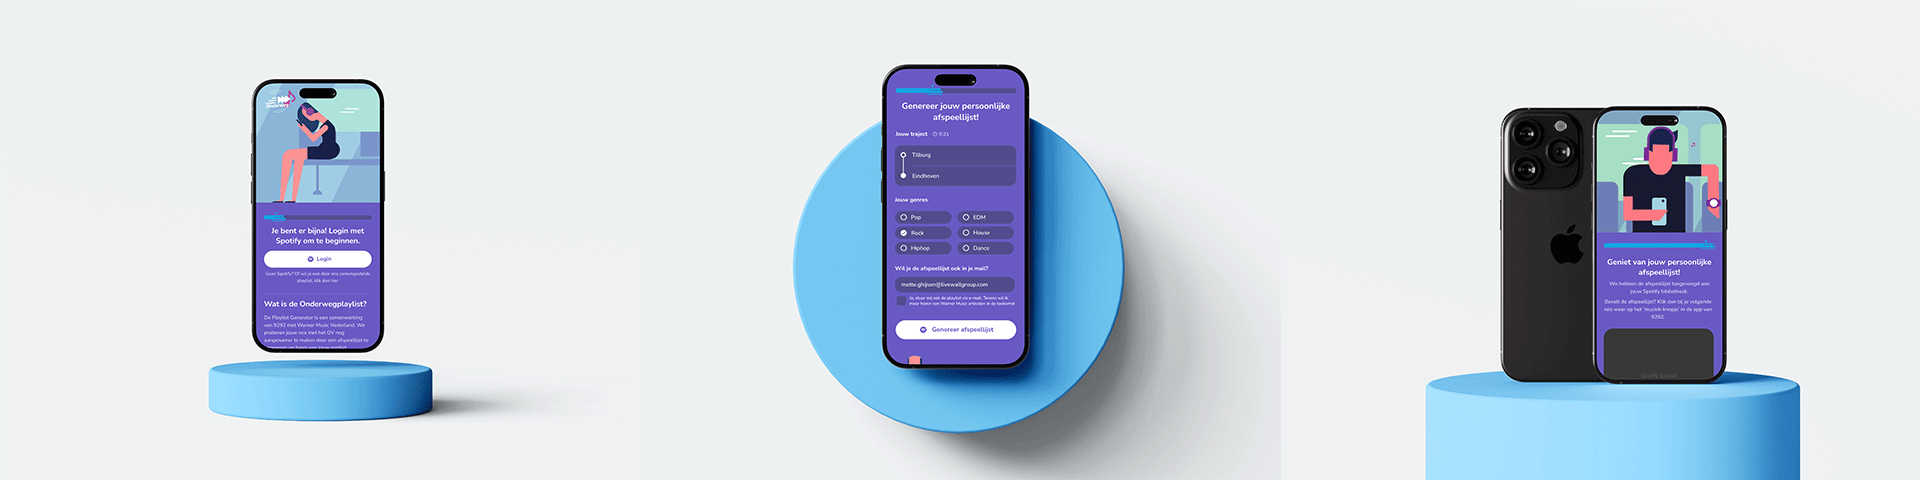 Je bent er bijna! Login met
Spotify om te beginnen.
Login
Geen Spotify? Of wil je een door ons samengestelde
playlist, klik dan hier
Wat is de Onderwegplaylist?
De Playlist Generator is een samenwerking
van 9292 met Warner Music Nederland. We
proberen jouw reis met het OV nog
aangenamer te maken door een afspeellijst te
Genereer jouw persoonlijke
afspeellijst!
Jouw traject 0:21
Tilburg
Eindhoven
Jouw genres
Pop
EDM
Rock
House
Hiphop
Dance
Wil je de afspeellijst ook in je mail?
mette.ghijsen@livewallgroup.com
Ja, stuur mij ook de playlist via e-mail. Tevens wil ik
meer horen van Warner Music artiesten in de toekomst
Genereer afspeellijst
Geniet van jouw persoonlijke
afspeellijst!
We hebben de afspeellijst toegevoegd aan
jouw Spotify bibliotheek.
Bevalt de afspeellijst? Klik dan bij je volgende
reis weer op het 'muziek-knopje' in de app van
9292.
Spotify Embed